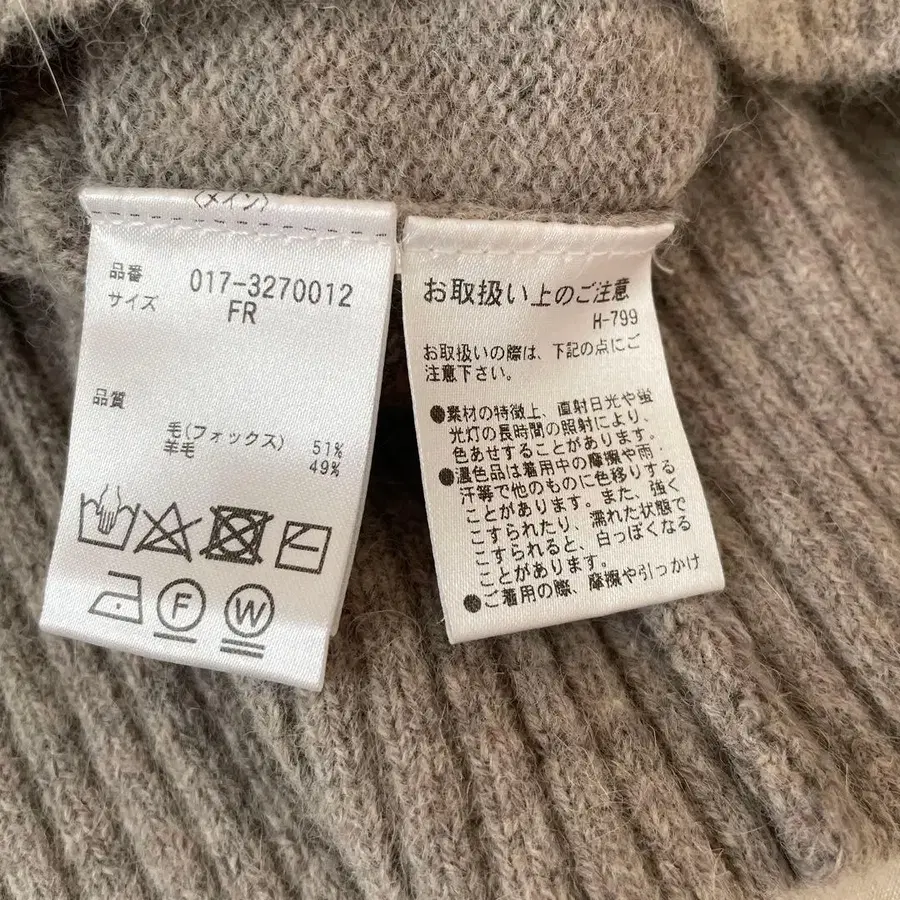 〈メイン〉
品番 017-3270012
サイズ FR
品質
毛(フォックス) 51%
羊毛 49%
F W
お取扱い上のご注意
H-799
お取扱いの際は、下記の点にご
注意下さい。
●素材の特徴上、直射日光や蛍
光灯の長時間の照射により、
色あせすることがあります。
●濃色品は着用中の摩擦や雨・
汗等で他のものに色移りする
ことがあります。また、強く
こすられたり、濡れた状態で
こすられると、白っぽくなる
ことがあります。
●ご着用の際、摩擦や引っかけ